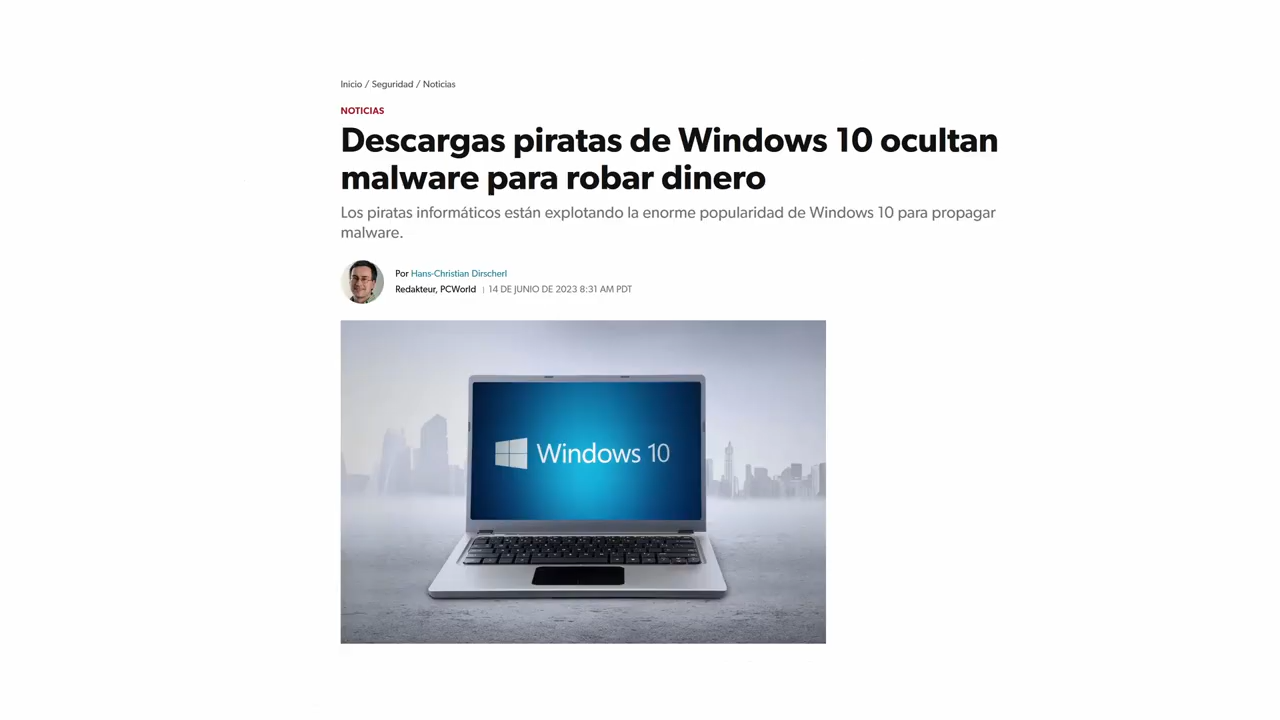 Inicio / Seguridad / Noticias
NOTICIAS
Descargas piratas de Windows 10 ocultan
malware para robar dinero
Los piratas informáticos están explotando la enorme popularidad de Windows 10 para propagar
malware.
Por Hans-Christian Dirscherl
Redakteur, PCWorld | 14 DE JUNIO DE 2023 8:31 AM PDT
Windows 10